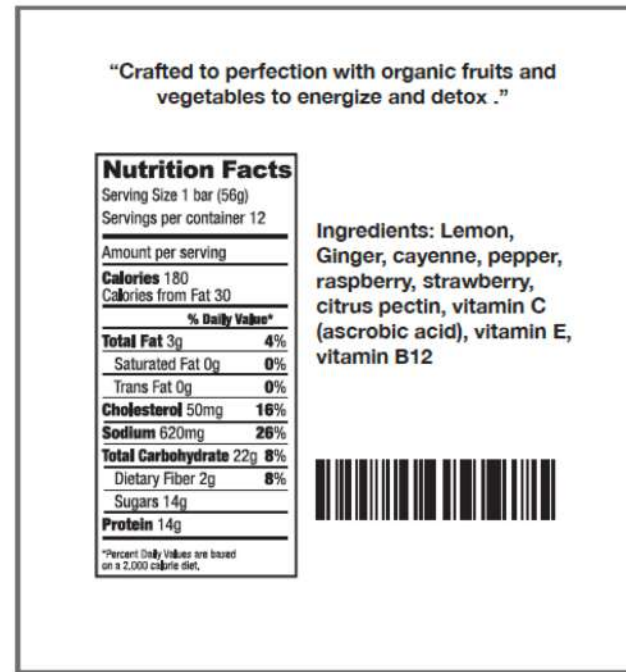 “Crafted to perfection with organic fruits and
vegetables to energize and detox .”
Nutrition Facts
Serving Size 1 bar (56g)
Servings per container 12
Amount per serving
Calories 180
Calories from Fat 30
% Daily Value*
Total Fat 3g 4%
Saturated Fat 0g 0%
Trans Fat 0g 0%
Cholesterol 50mg 16%
Sodium 620mg 26%
Total Carbohydrate 22g 8%
Dietary Fiber 2g 8%
Sugars 14g
Protein 14g
*Percent Daily Values are based
on a 2,000 calorie diet.
Ingredients: Lemon,
Ginger, cayenne, pepper,
raspberry, strawberry,
citrus pectin, vitamin C
(ascrobic acid), vitamin E,
vitamin B12